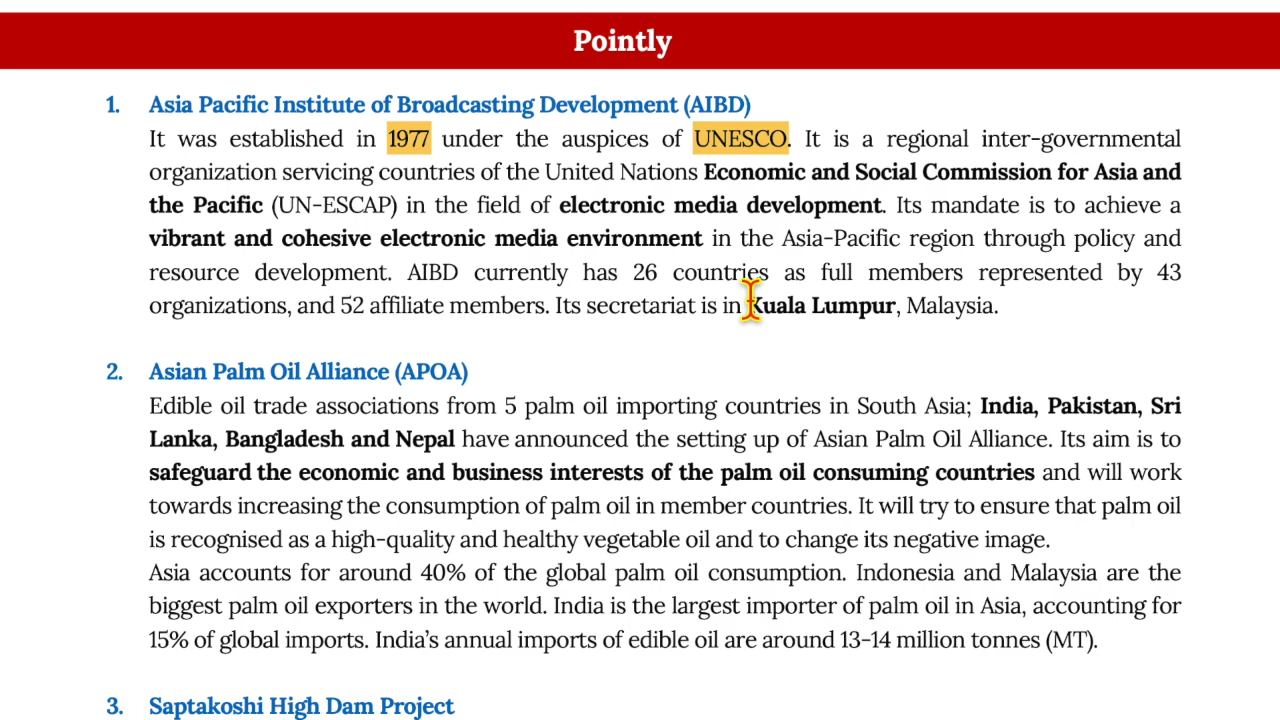 Pointly
1. Asia Pacific Institute of Broadcasting Development (AIBD)
It was established in 1977 under the auspices of UNESCO. It is a regional inter-governmental
organization servicing countries of the United Nations Economic and Social Commission for Asia and
the Pacific (UN-ESCAP) in the field of electronic media development. Its mandate is to achieve a
vibrant and cohesive electronic media environment in the Asia-Pacific region through policy and
resource development. AIBD currently has 26 countries as full members represented by 43
organizations, and 52 affiliate members. Its secretariat is in Kuala Lumpur, Malaysia.
2. Asian Palm Oil Alliance (APOA)
Edible oil trade associations from 5 palm oil importing countries in South Asia; India, Pakistan, Sri
Lanka, Bangladesh and Nepal have announced the setting up of Asian Palm Oil Alliance. Its aim is to
safeguard the economic and business interests of the palm oil consuming countries and will work
towards increasing the consumption of palm oil in member countries. It will try to ensure that palm oil
is recognised as a high-quality and healthy vegetable oil and to change its negative image.
Asia accounts for around 40% of the global palm oil consumption. Indonesia and Malaysia are the
biggest palm oil exporters in the world. India is the largest importer of palm oil in Asia, accounting for
15% of global imports. India’s annual imports of edible oil are around 13-14 million tonnes (MT).
3. Saptakoshi High Dam Project